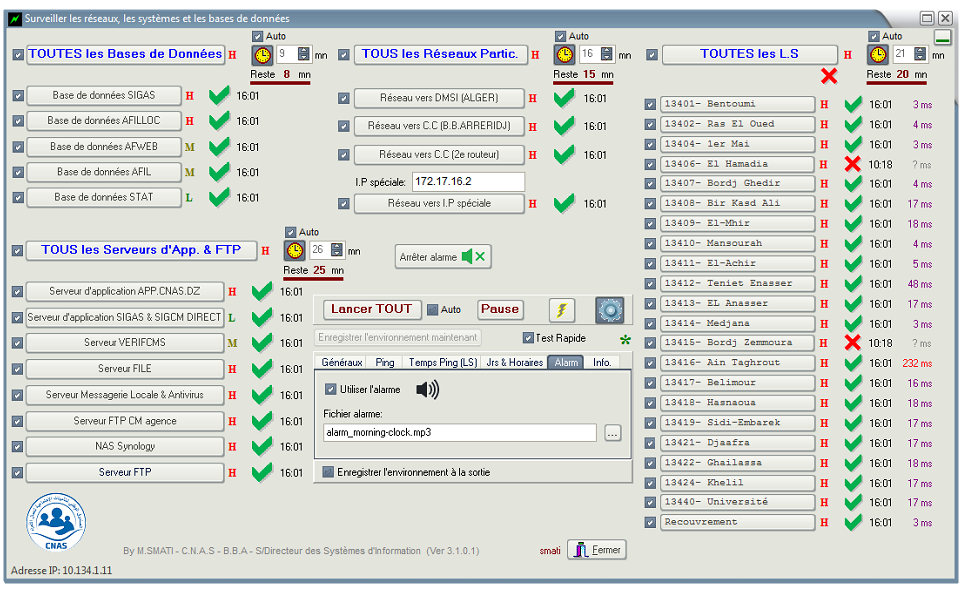 Surveiller les réseaux, les systèmes et les bases de données
Auto
TOUTES les Bases de Données H 9 mn
Reste 8 mn
Base de données SIGAS H 16:01
Base de données AFILLOC H 16:01
Base de données AFWEB M 16:01
Base de données AFIL M 16:01
Base de données STAT L 16:01
Auto
TOUS les Réseaux Partic. H 16 mn
Reste 15 mn
Réseau vers DMSI (ALGER) H 16:01
Réseau vers C.C (B.B.ARRERIDJ) H 16:01
Réseau vers C.C (2e routeur) H 16:01
I.P spéciale: 172.17.16.2
Réseau vers I.P spéciale H 16:01
Auto
TOUTES les L.S H 21 mn
Reste 20 mn
13401- Bentoumi H 16:01 3 ms
13402- Ras El Oued H 16:01 4 ms
13404- 1er Mai H 16:01 3 ms
13406- El Hamadia H 10:18 ? ms
13407- Bordj Ghedir H 16:01 4 ms
13408- Bir Kasd Ali H 16:01 17 ms
13409- El-Mhir H 16:01 18 ms
13410- Mansourah H 16:01 4 ms
13411- El-Achir H 16:01 5 ms
13412- Teniet Enasser H 16:01 48 ms
13413- EL Anasser H 16:01 17 ms
13414- Medjana H 16:01 3 ms
13415- Bordj Zemmoura H 10:18 ? ms
13416- Ain Taghrout H 16:01 232 ms
13417- Belimour H 16:01 16 ms
13418- Hasnaoua H 16:01 18 ms
13419- Sidi-Embarek H 16:01 17 ms
13421- Djaafra H 16:01 17 ms
13422- Ghailassa H 16:01 18 ms
13424- Khelil H 16:01 17 ms
13440- Université H 16:01 17 ms
Recouvrement H 16:01 3 ms
Auto
TOUS les Serveurs d'App. & FTP H 26 mn
Reste 25 mn
Serveur d'application APP.CNAS.DZ H 16:01
Serveur d'application SIGAS & SIGCM DIRECT L 16:01
Serveur VERIFCMS M 16:01
Serveur FILE H 16:01
Serveur Messagerie Locale & Antivirus H 16:01
Serveur FTP CM agence H 16:01
NAS Synology H 16:01
Serveur FTP H 16:01
Arrêter alarme
Lancer TOUT Auto Pause
Enregistrer l'environnement maintenant Test Rapide
Généraux Ping Temps Ping (LS) Jrs & Horaires Alarm Info.
Utiliser l'alarme
Fichier alarme:
alarm_morning-clock.mp3 ...
Enregistrer l'environnement à la sortie
CNAS
By M.SMATI - C.N.A.S - B.B.A - S/Directeur des Systèmes d'Information (Ver 3.1.0.1)
smati Fermer
Adresse IP: 10.134.1.11